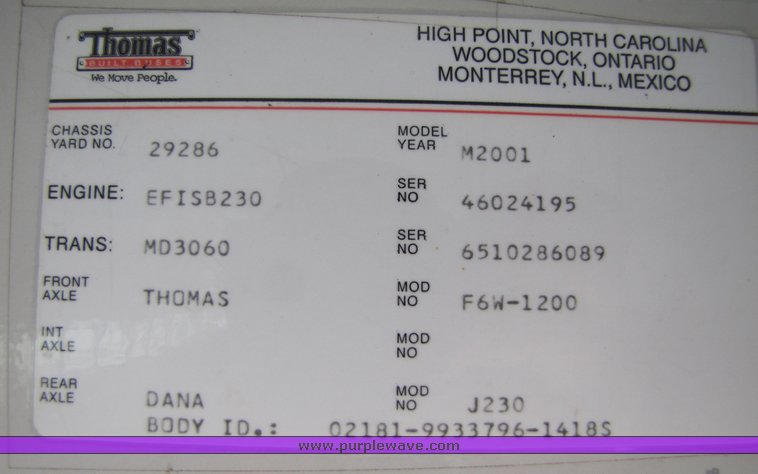 Thomas
BUILT BUSES
We Move People.
HIGH POINT, NORTH CAROLINA
WOODSTOCK, ONTARIO
MONTERREY, N.L., MEXICO
CHASSIS YARD NO. 29286 MODEL YEAR M2001
ENGINE: EFISB230 SER NO 46024195
TRANS: MD3060 SER NO 6510286089
FRONT AXLE THOMAS MOD NO F6W-1200
INT AXLE MOD NO
REAR AXLE DANA MOD NO J230
BODY ID.: 02181-9933796-1418S
www.purplewave.com